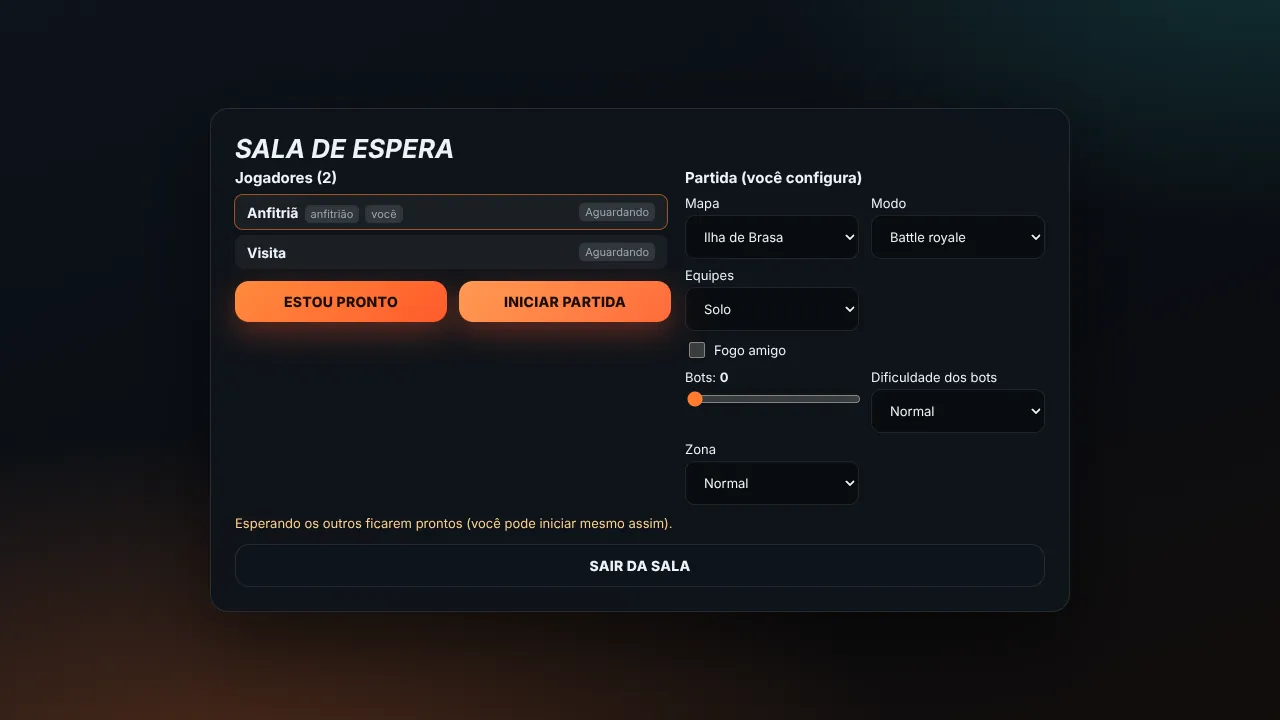 SALA DE ESPERA
Jogadores (2)
Anfitriã anfitrião você Aguardando
Visita Aguardando
ESTOU PRONTO INICIAR PARTIDA
Partida (você configura)
Mapa Modo
Ilha de Brasa Battle royale
Equipes
Solo
Fogo amigo
Bots: 0 Dificuldade dos bots
Normal
Zona
Normal
Esperando os outros ficarem prontos (você pode iniciar mesmo assim).
SAIR DA SALA